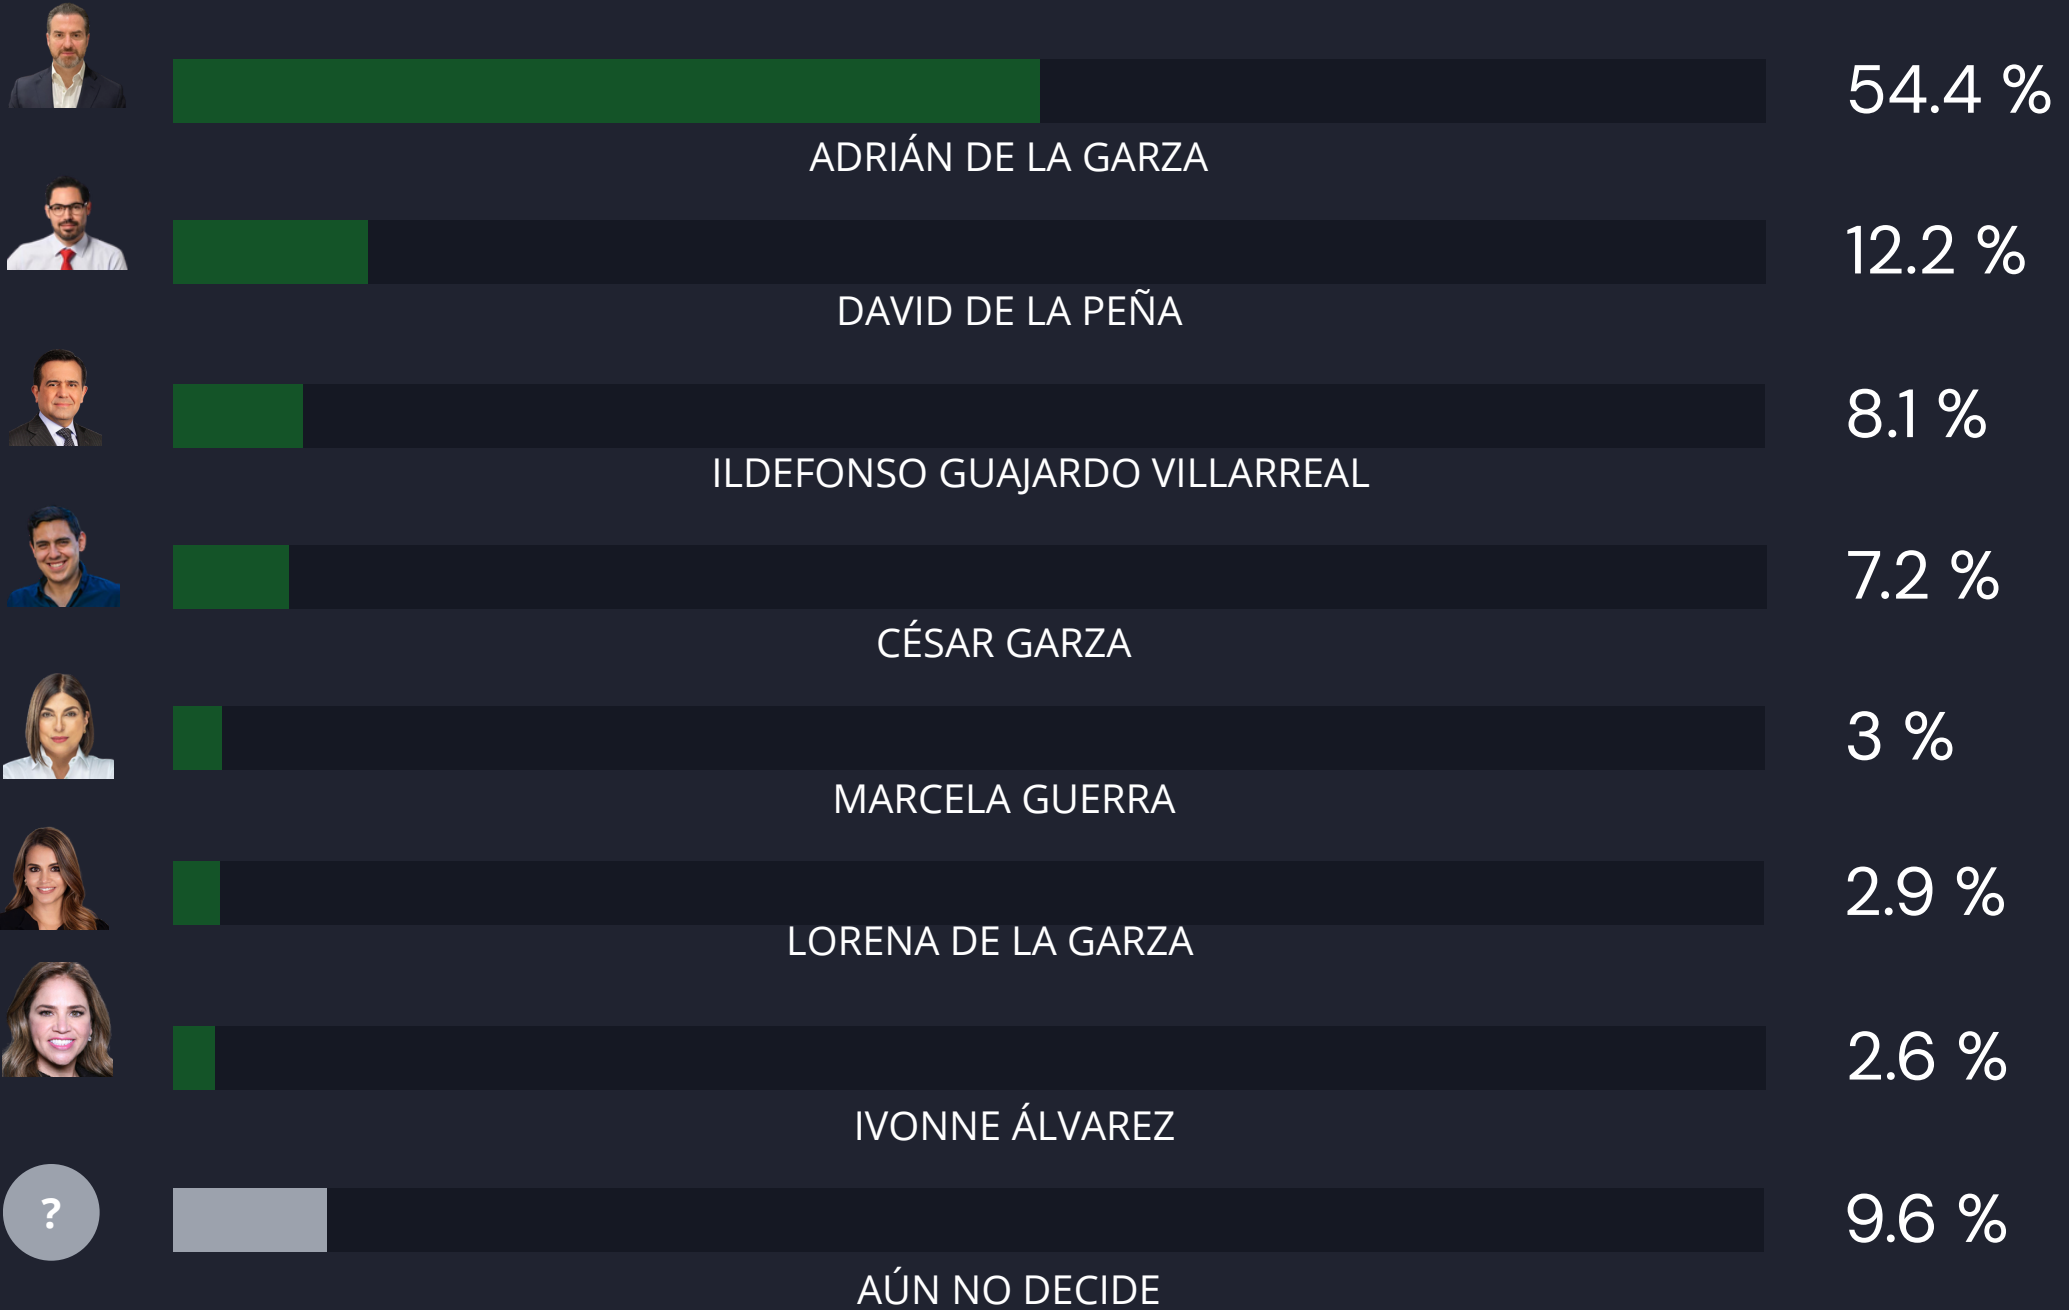 54.4 %
ADRIÁN DE LA GARZA
12.2 %
DAVID DE LA PEÑA
8.1 %
ILDEFONSO GUAJARDO VILLARREAL
7.2 %
CÉSAR GARZA
3 %
MARCELA GUERRA
2.9 %
LORENA DE LA GARZA
2.6 %
IVONNE ÁLVAREZ
?
9.6 %
AÚN NO DECIDE